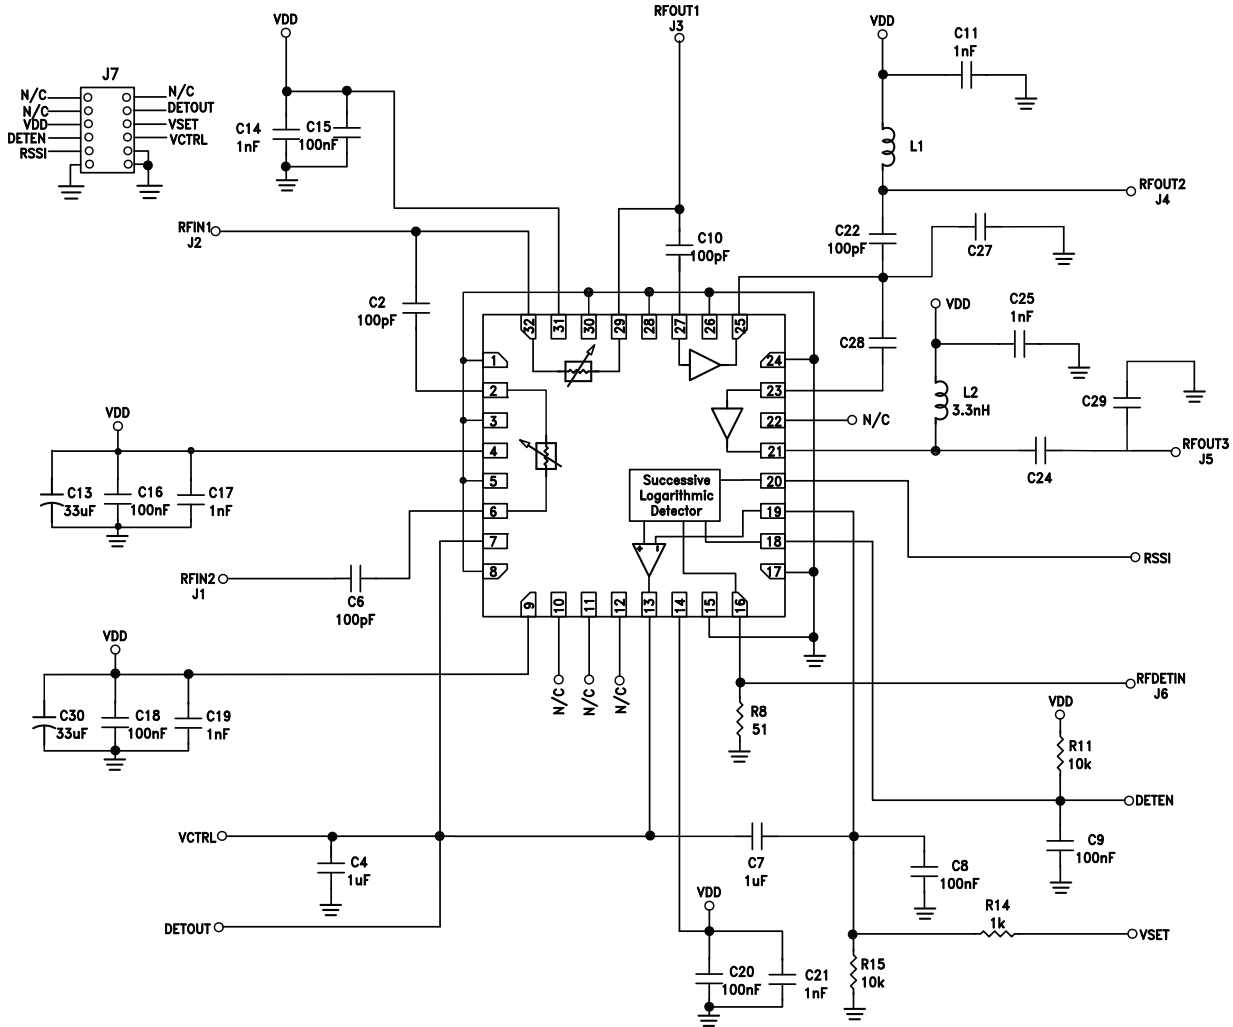 RFOUT1
J3
VDD
VDD
C11
1nF
J7
N/C
N/C
VDD
DETEN
RSSI
N/C
DETOUT
VSET
VCTRL
C14
1nF
C15
100nF
L1
RFOUT2
J4
RFIN1
J2
C10
100pF
C22
100pF
C27
C2
100pF
VDD
C25
1nF
C28
32
31
30
29
28
27
26
25
1
2
3
4
5
6
7
8
24
23
22
21
20
19
18
17
N/C
L2
3.3nH
C29
RFOUT3
J5
C24
VDD
C13
33uF
C16
100nF
C17
1nF
Successive
Logarithmic
Detector
+
-
RSSI
RFIN2
J1
C6
100pF
9
10
11
12
13
14
15
16
VDD
N/C
N/C
N/C
C30
33uF
C18
100nF
C19
1nF
R8
51
RFDETIN
J6
VDD
R11
10k
DETEN
C9
100nF
VCTRL
C4
1uF
C7
1uF
C8
100nF
DETOUT
VDD
R14
1k
VSET
C20
100nF
C21
1nF
R15
10k